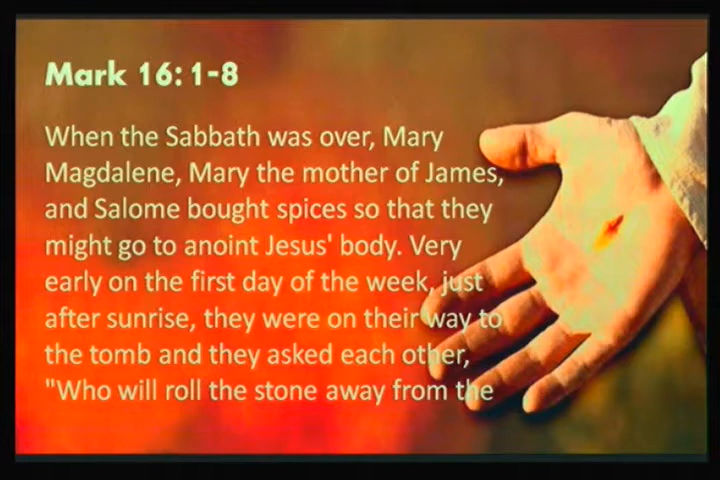 Mark 16:1-8
When the Sabbath was over, Mary
Magdalene, Mary the mother of James,
and Salome bought spices so that they
might go to anoint Jesus' body. Very
early on the first day of the week, just
after sunrise, they were on their way to
the tomb and they asked each other,
"Who will roll the stone away from the